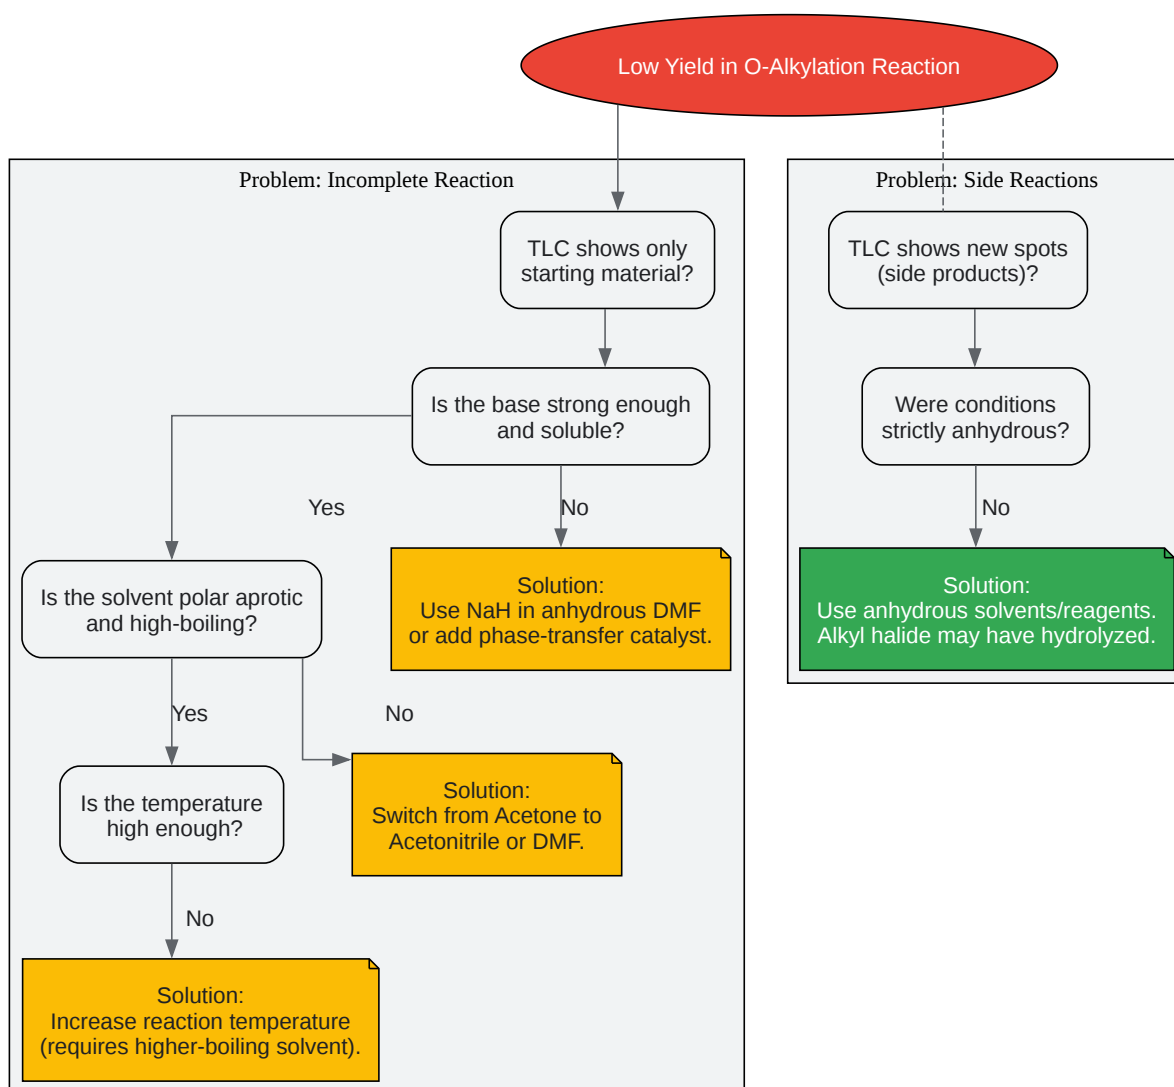 Low Yield in O-Alkylation Reaction
Problem: Incomplete Reaction
TLC shows only
starting material?
Is the base strong enough
and soluble?
Yes
No
Is the solvent polar aprotic
and high-boiling?
Solution:
Use NaH in anhydrous DMF
or add phase-transfer catalyst.
Yes
No
Is the temperature
high enough?
Solution:
Switch from Acetone to
Acetonitrile or DMF.
No
Solution:
Increase reaction temperature
(requires higher-boiling solvent).
Problem: Side Reactions
TLC shows new spots
(side products)?
Were conditions
strictly anhydrous?
No
Solution:
Use anhydrous solvents/reagents.
Alkyl halide may have hydrolyzed.